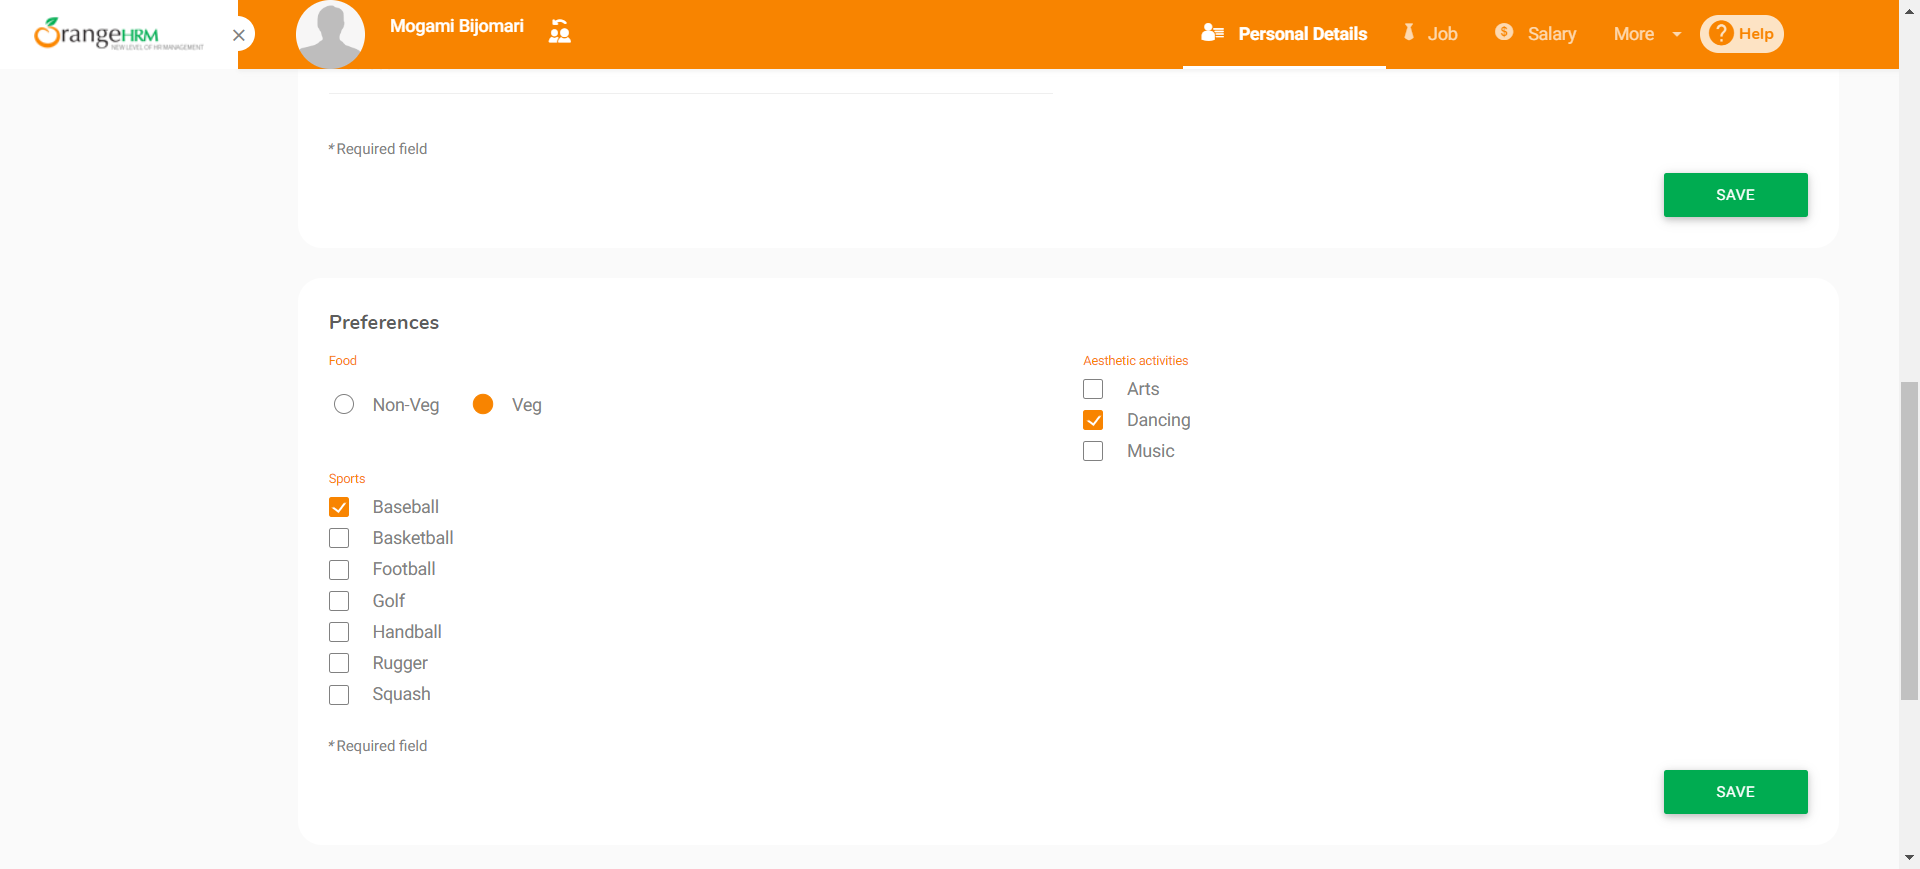 OrangeHRM
NEW LEVEL OF HR MANAGEMENT
Mogami Bijomari
Personal Details
Job
Salary
More
Help
* Required field
SAVE
Preferences
Food
Non-Veg
Veg
Aesthetic activities
Arts
Dancing
Music
Sports
Baseball
Basketball
Football
Golf
Handball
Rugger
Squash
* Required field
SAVE